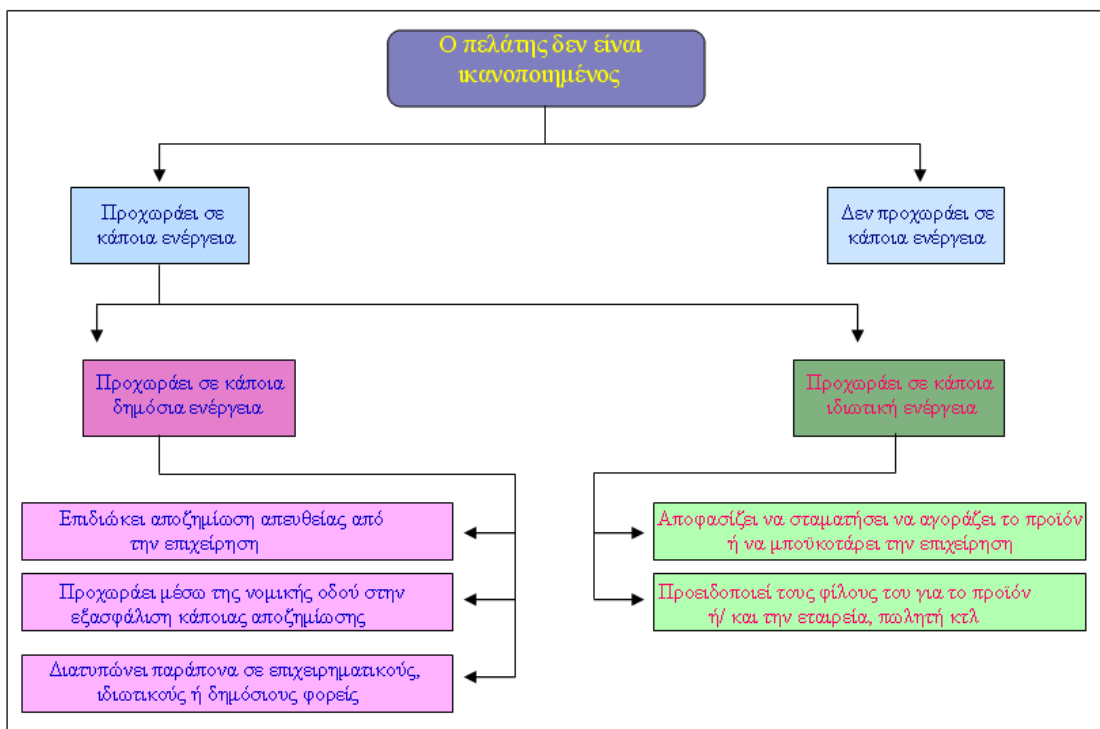 Ο πελάτης δεν είναι
ικανοποιημένος
Προχωράει σε
κάποια ενέργεια
Δεν προχωράει σε
κάποια ενέργεια
Προχωράει σε κάποια
δημόσια ενέργεια
Προχωράει σε κάποια
ιδιωτική ενέργεια
Επιδιώκει αποζημίωση απευθείας από
την επιχείρηση
Προχωράει μέσω της νομικής οδού στην
εξασφάλιση κάποιας αποζημίωσης
Διατυπώνει παράπονα σε επιχειρηματικούς,
ιδιωτικούς ή δημόσιους φορείς
Αποφασίζει να σταματήσει να αγοράζει το προϊόν
ή να μποϋκοτάρει την επιχείρηση
Προειδοποιεί τους φίλους του για το προϊόν
ή/ και την εταιρεία, πωλητή κτλ